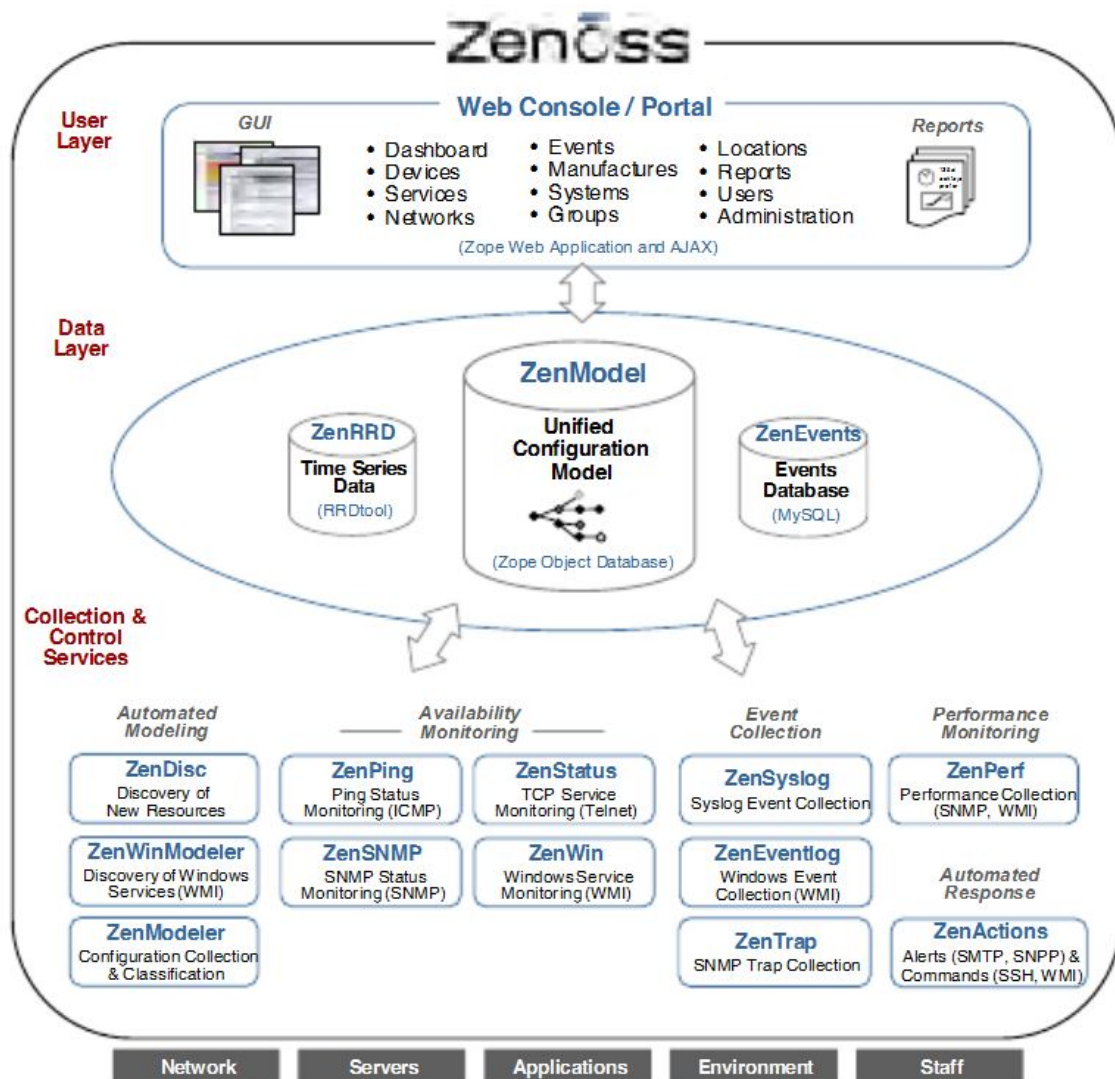 Zenoss
User
Layer
Web Console / Portal
GUI
• Dashboard
• Devices
• Services
• Networks
• Events
• Manufactures
• Systems
• Groups
• Locations
• Reports
• Users
• Administration
Reports
(Zope Web Application and AJAX)
Data
Layer
ZenModel
Unified
Configuration
Model
(Zope Object Database)
ZenRRD
Time Series
Data
(RRDtool)
ZenEvents
Events
Database
(MySQL)
Collection &
Control
Services
Automated
Modeling
Availability
Monitoring
Event
Collection
Performance
Monitoring
ZenDisc
Discovery of
New Resources
ZenPing
Ping Status
Monitoring (ICMP)
ZenStatus
TCP Service
Monitoring (Telnet)
ZenSyslog
Syslog Event Collection
ZenPerf
Performance Collection
(SNMP, WMI)
ZenWinModeler
Discovery of Windows
Services (WMI)
ZenSNMP
SNMP Status
Monitoring (SNMP)
ZenWin
Windows Service
Monitoring (WMI)
ZenEventlog
Windows Event
Collection (WMI)
Automated
Response
ZenModeler
Configuration Collection
& Classification
ZenTrap
SNMP Trap Collection
ZenActions
Alerts (SMTP, SNPP) &
Commands (SSH, WMI)
Network
Servers
Applications
Environment
Staff